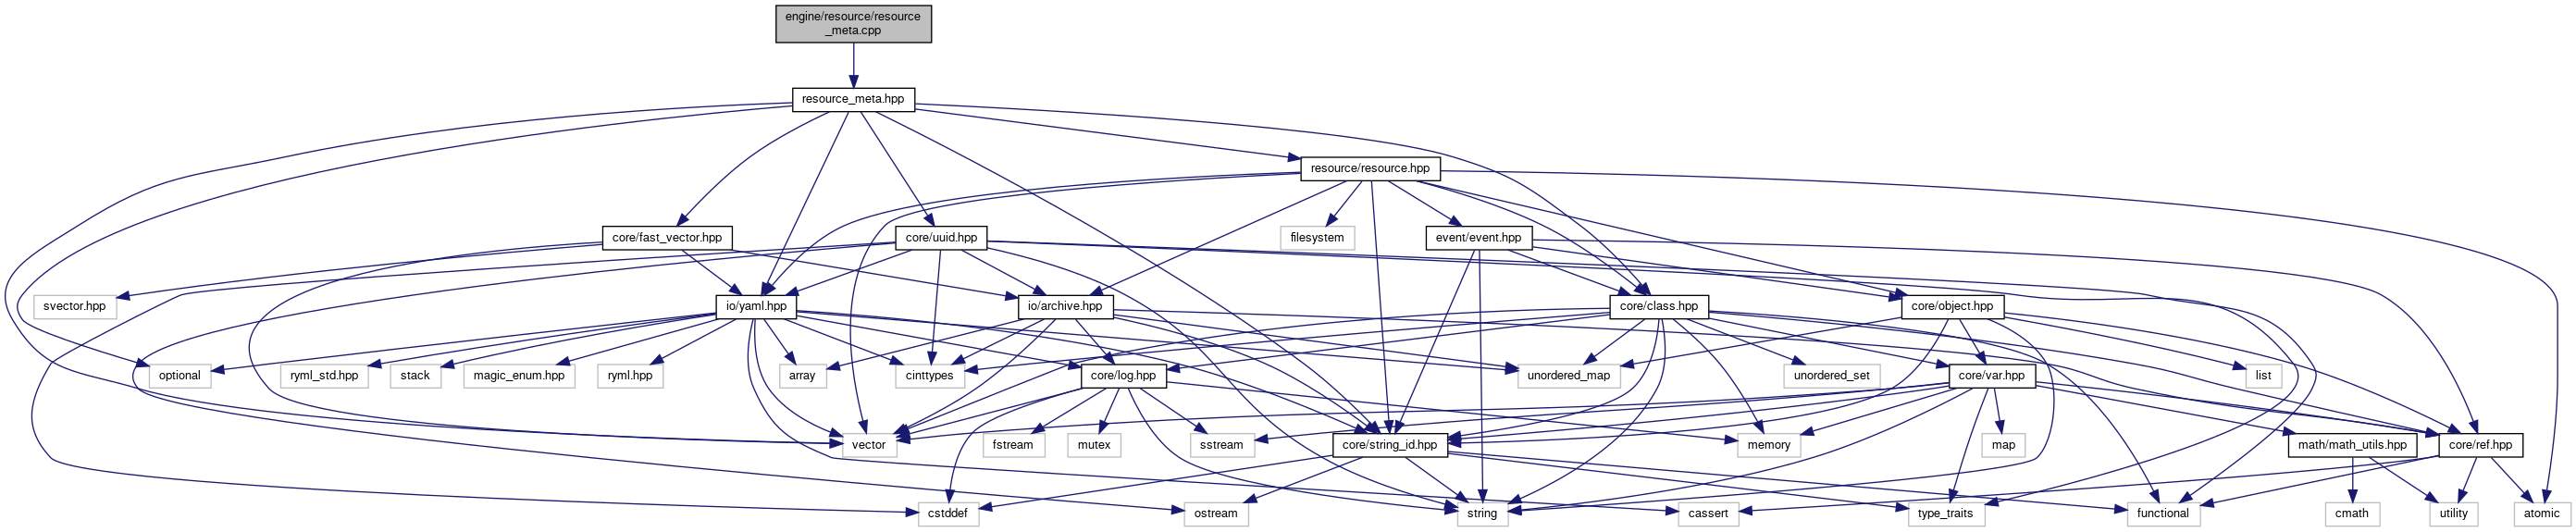 engine/resource/resource
_meta.cpp
resource_meta.hpp
resource/resource.hpp
core/fast_vector.hpp
core/uuid.hpp
filesystem
event/event.hpp
svector.hpp
io/yaml.hpp
io/archive.hpp
core/class.hpp
core/object.hpp
optional
ryml_std.hpp
stack
magic_enum.hpp
ryml.hpp
array
cinttypes
core/log.hpp
unordered_map
unordered_set
core/var.hpp
list
vector
fstream
mutex
sstream
core/string_id.hpp
memory
map
math/math_utils.hpp
core/ref.hpp
cstddef
ostream
string
cassert
type_traits
functional
cmath
utility
atomic